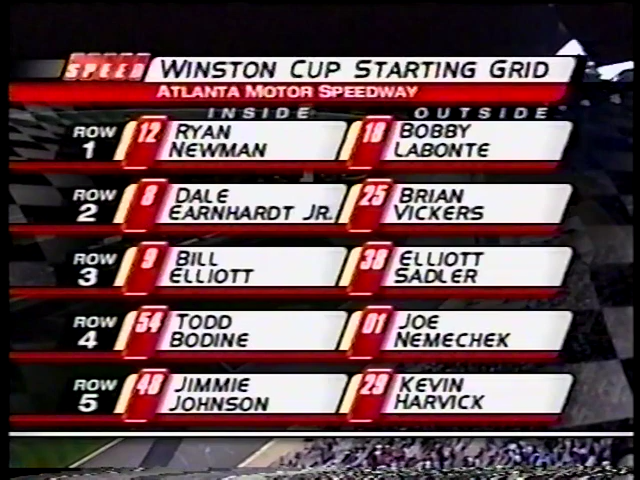 SPEED WINSTON CUP STARTING GRID
ATLANTA MOTOR SPEEDWAY
INSIDE OUTSIDE
ROW 1 12 RYAN NEWMAN 18 BOBBY LABONTE
ROW 2 8 DALE EARNHARDT JR. 25 BRIAN VICKERS
ROW 3 9 BILL ELLIOTT 38 ELLIOTT SADLER
ROW 4 54 TODD BODINE 01 JOE NEMECHEK
ROW 5 48 JIMMIE JOHNSON 29 KEVIN HARVICK